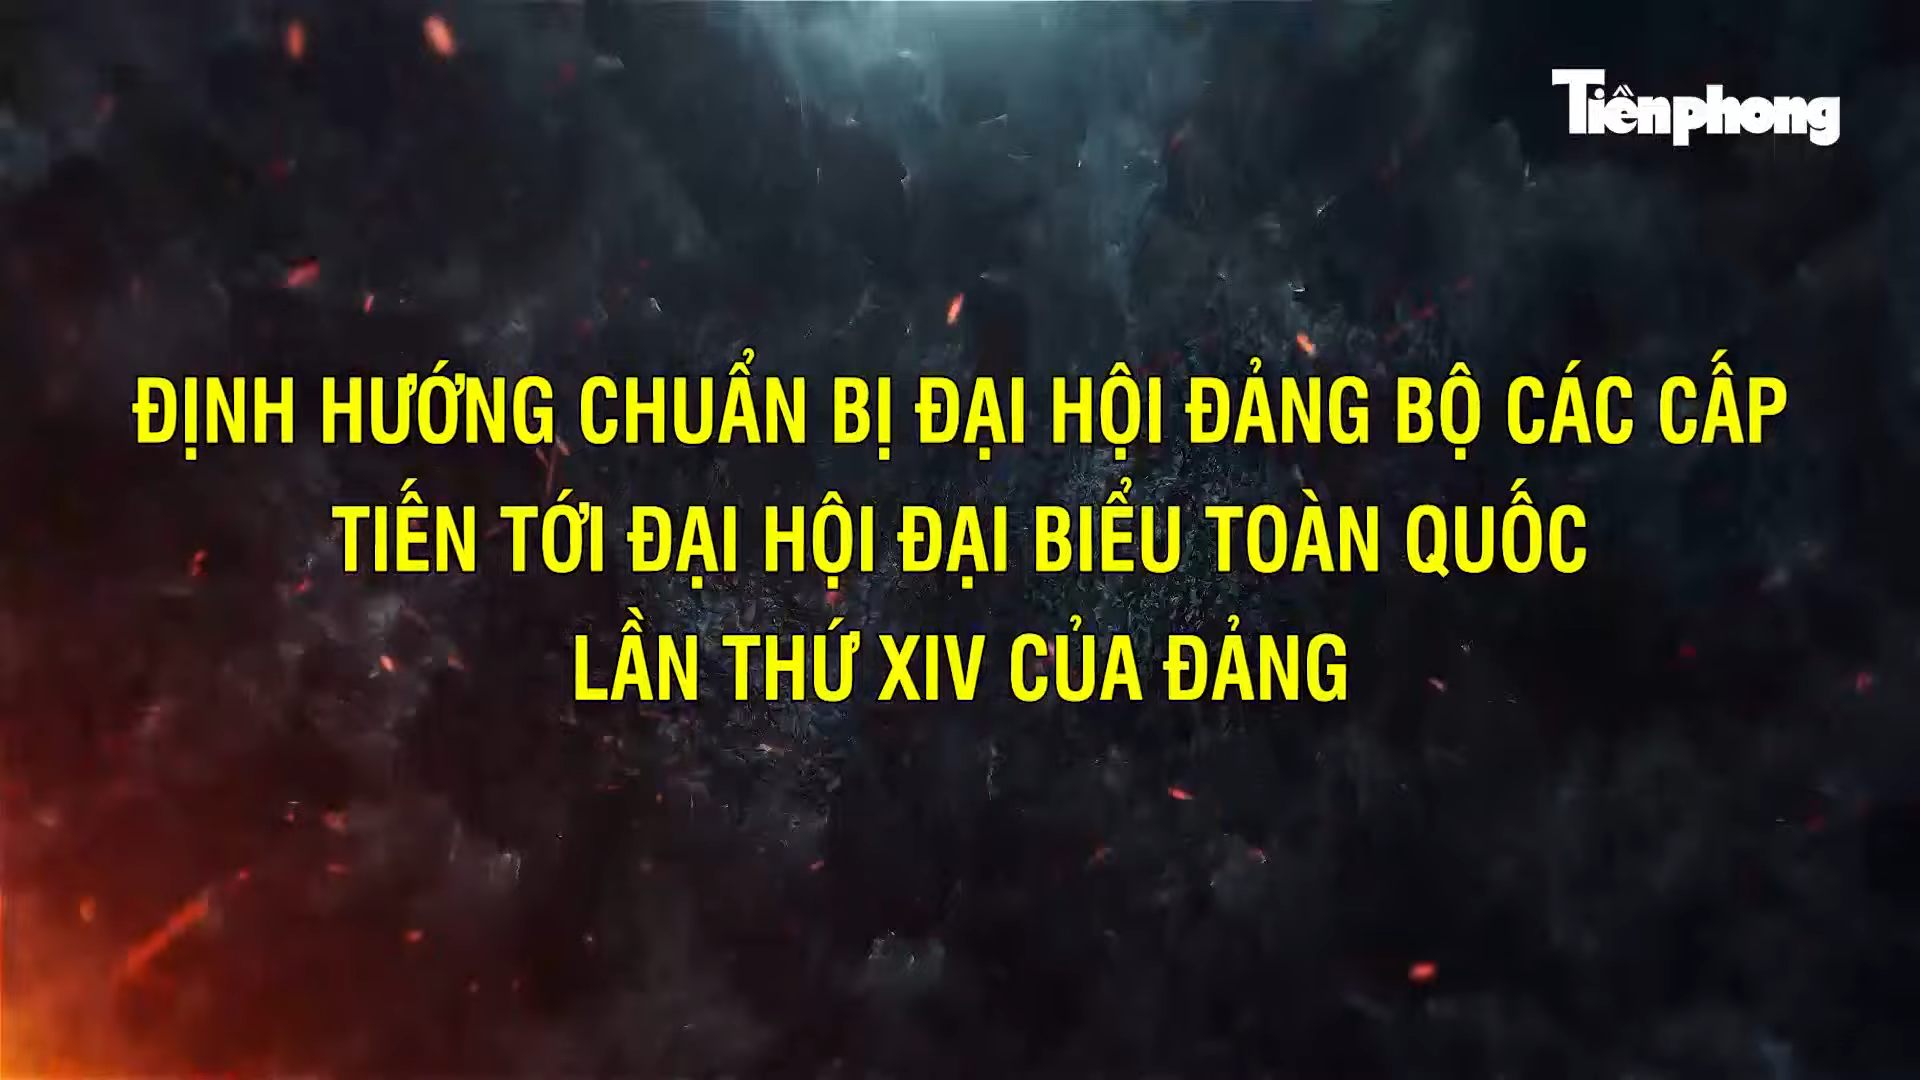 Tiềnphong
ĐỊNH HƯỚNG CHUẨN BỊ ĐẠI HỘI ĐẢNG BỘ CÁC CẤP
TIẾN TỚI ĐẠI HỘI ĐẠI BIỂU TOÀN QUỐC
LẦN THỨ XIV CỦA ĐẢNG